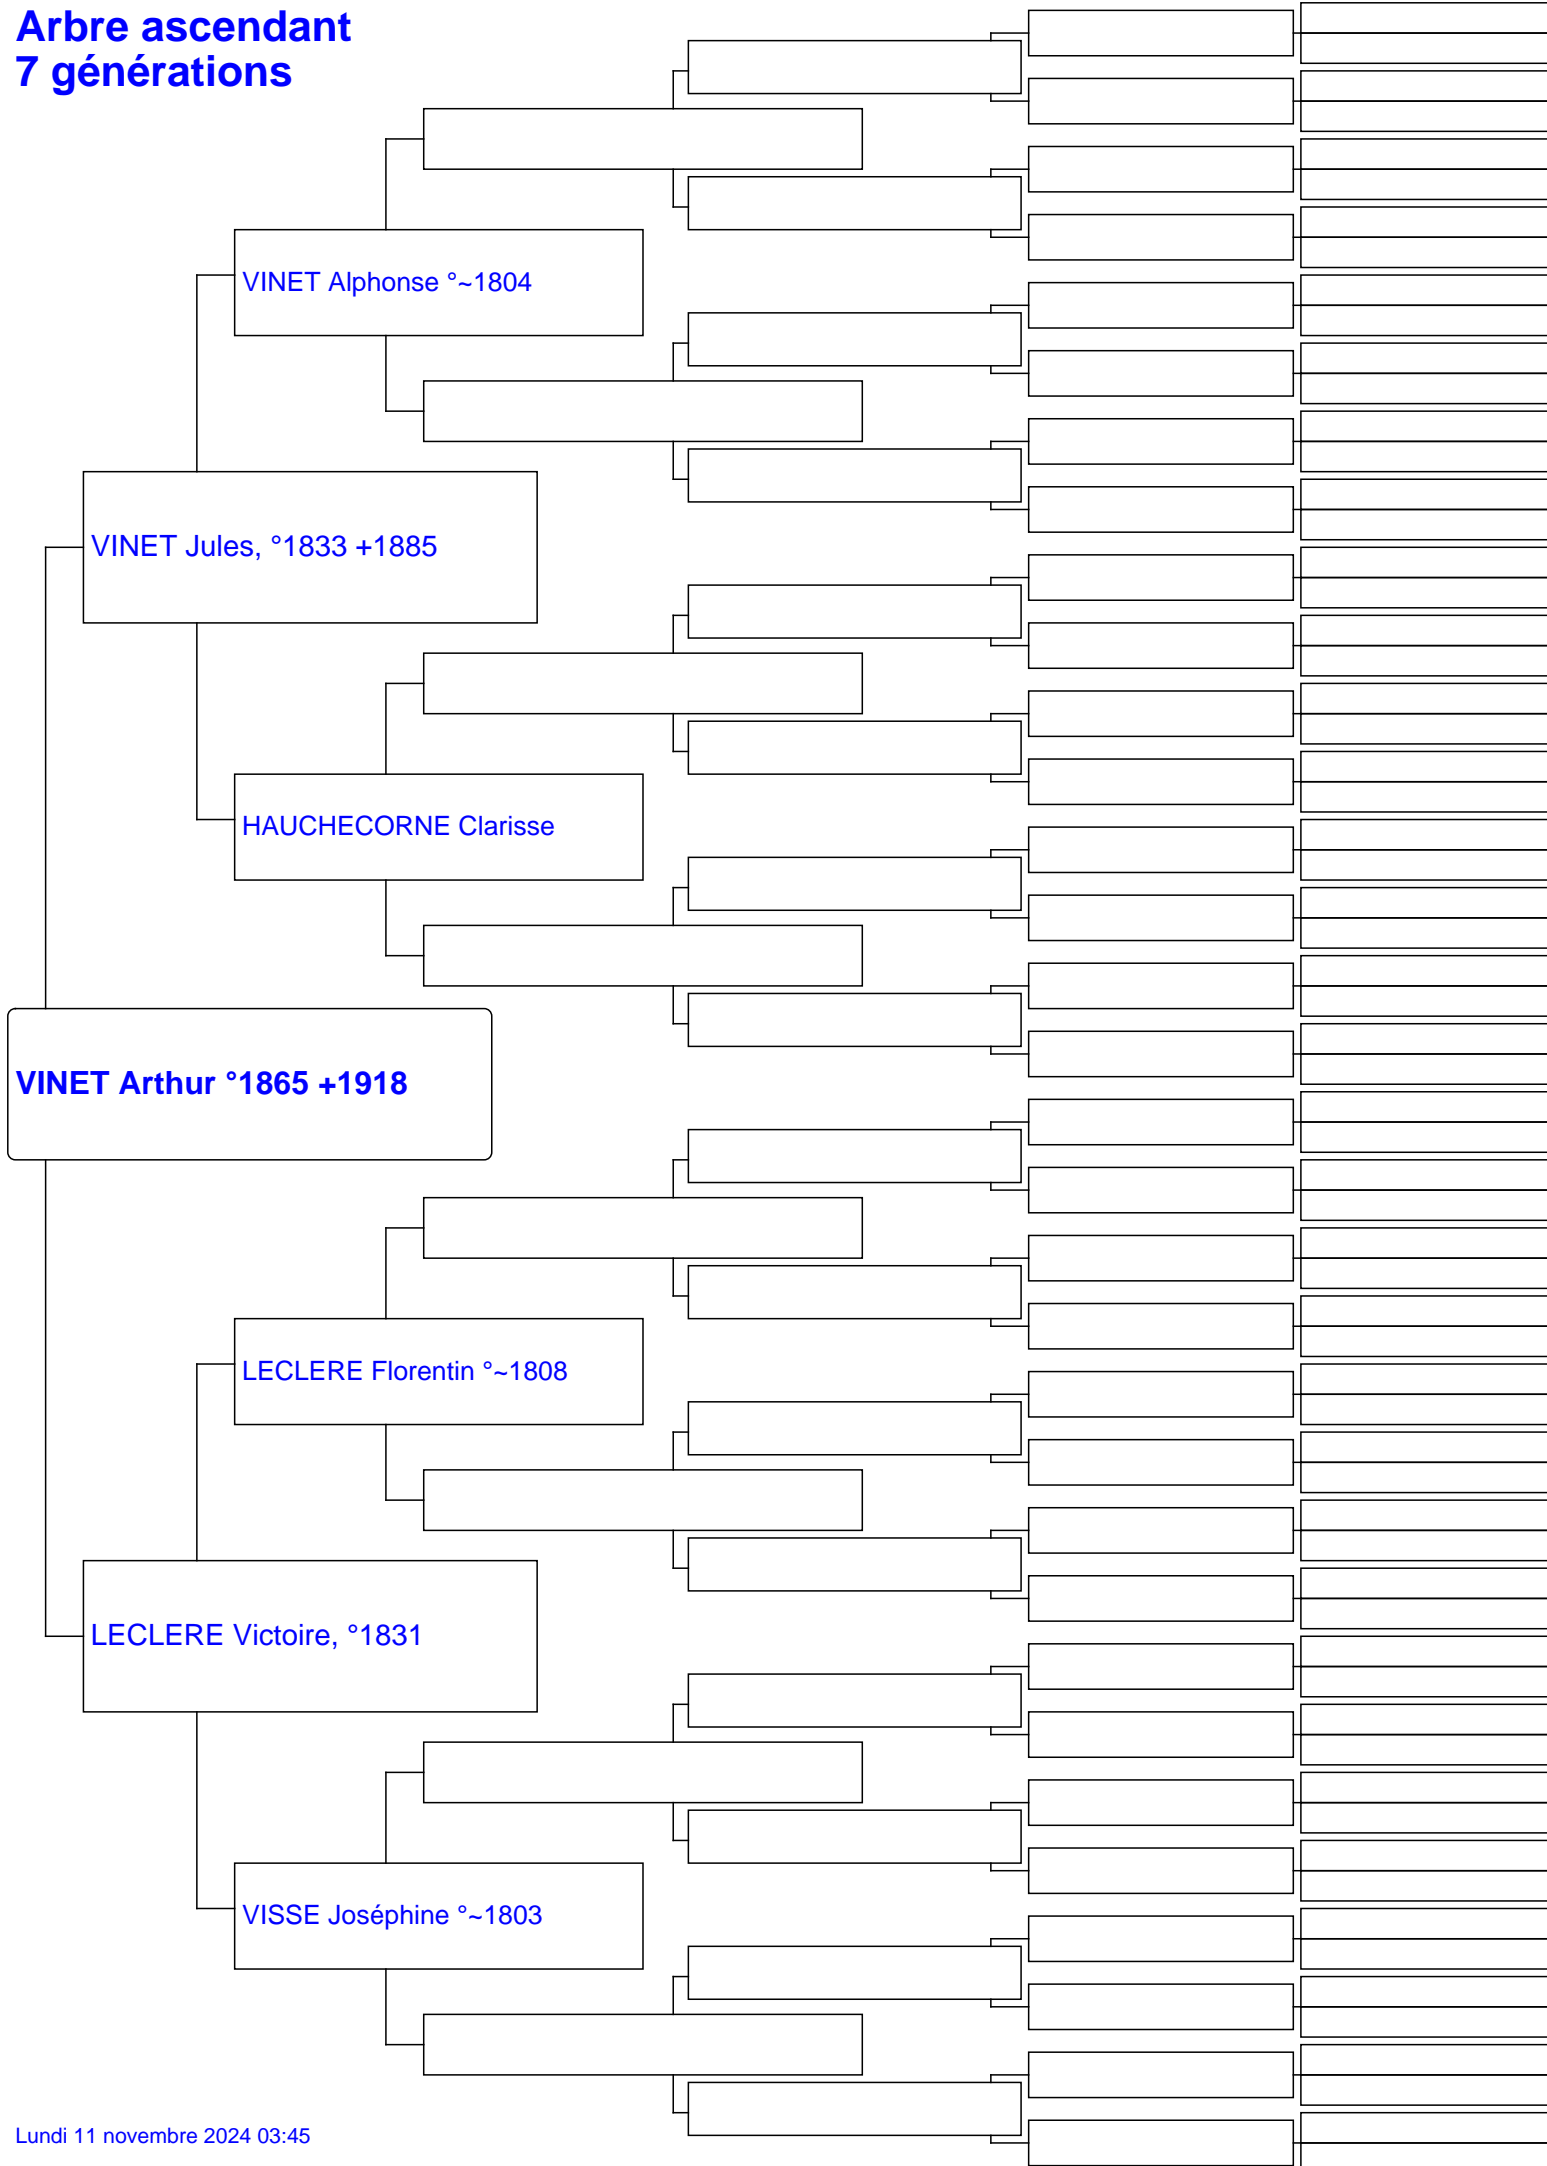 Arbre ascendant
7 générations
VINET Alphonse °~1804
VINET Jules, °1833 +1885
HAUCHECORNE Clarisse
VINET Arthur °1865 +1918
LECLERE Florentin °~1808
LECLERE Victoire, °1831
VISSE Joséphine °~1803
Lundi 11 novembre 2024 03:45